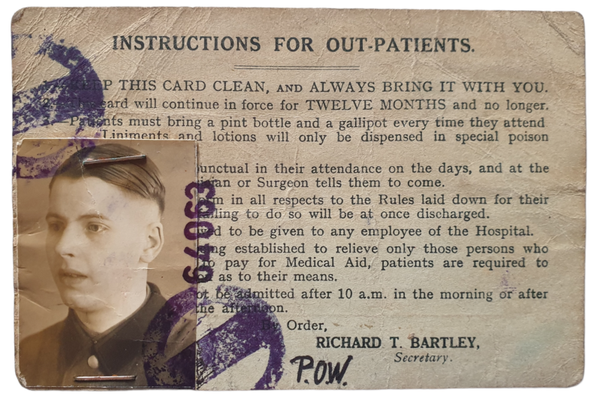 INSTRUCTIONS FOR OUT-PATIENTS.
KEEP THIS CARD CLEAN, AND ALWAYS BRING IT WITH YOU.
card will continue in force for TWELVE MONTHS and no longer.
Patients must bring a pint bottle and a gallipot every time they attend
Liniments and lotions will only be dispensed in special poison
punctual in their attendance on the days, and at the
or Surgeon tells them to come.
in all respects to the Rules laid down for their
failing to do so will be at once discharged.
to be given to any employee of the Hospital.
being established to relieve only those persons who
to pay for Medical Aid, patients are required to
as to their means.
be admitted after 10 a.m. in the morning or after
the afternoon.
By Order,
RICHARD T. BARTLEY,
Secretary.
P.O.W.
64063